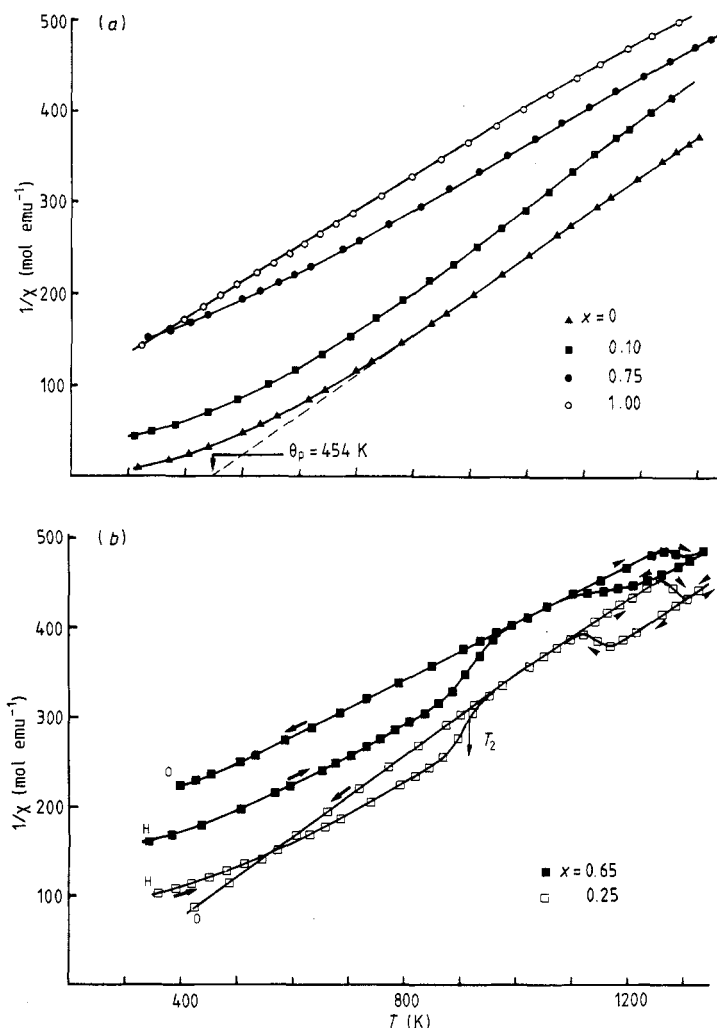 (a)
500
400
300
200
100
1/χ (mol emu⁻¹)
θp = 454 K
▲ x = 0
■ 0.10
● 0.75
○ 1.00
(b)
500
400
300
200
100
1/χ (mol emu⁻¹)
O
H
H
O
T₂
■ x = 0.65
□ 0.25
400 800 1200
T (K)